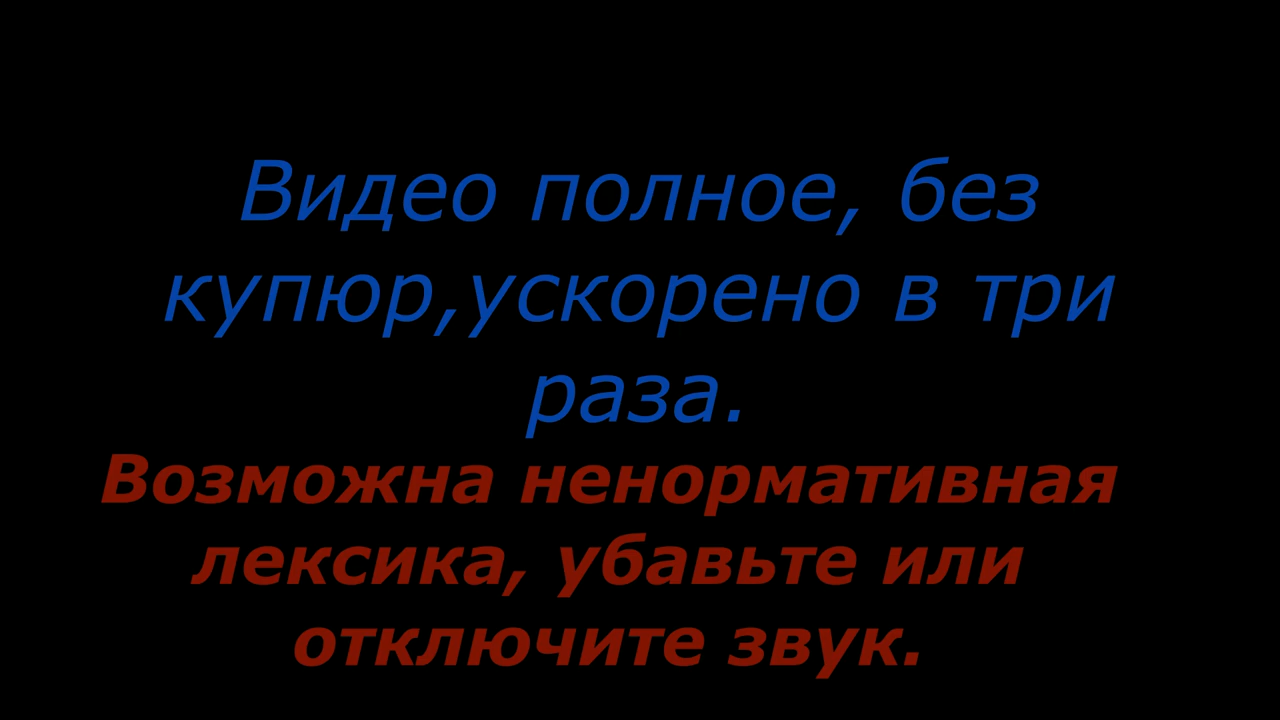 Видео полное, без
купюр,ускорено в три
раза.
Возможна ненормативная
лексика, убавьте или
отключите звук.